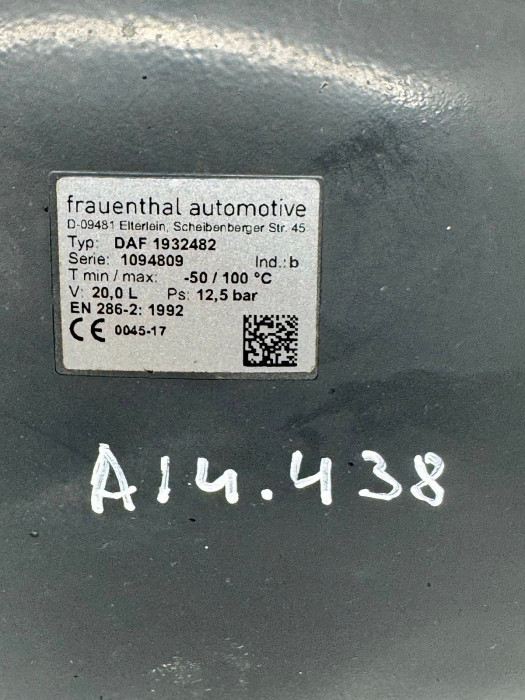 frauenthal automotive
D-09481 Elterlein, Scheibenberger Str. 45
Typ: DAF 1932482
Serie: 1094809 Ind.: b
T min / max: -50 / 100 °C
V: 20,0 L Ps: 12,5 bar
EN 286-2: 1992
CE 0045-17
A14.438